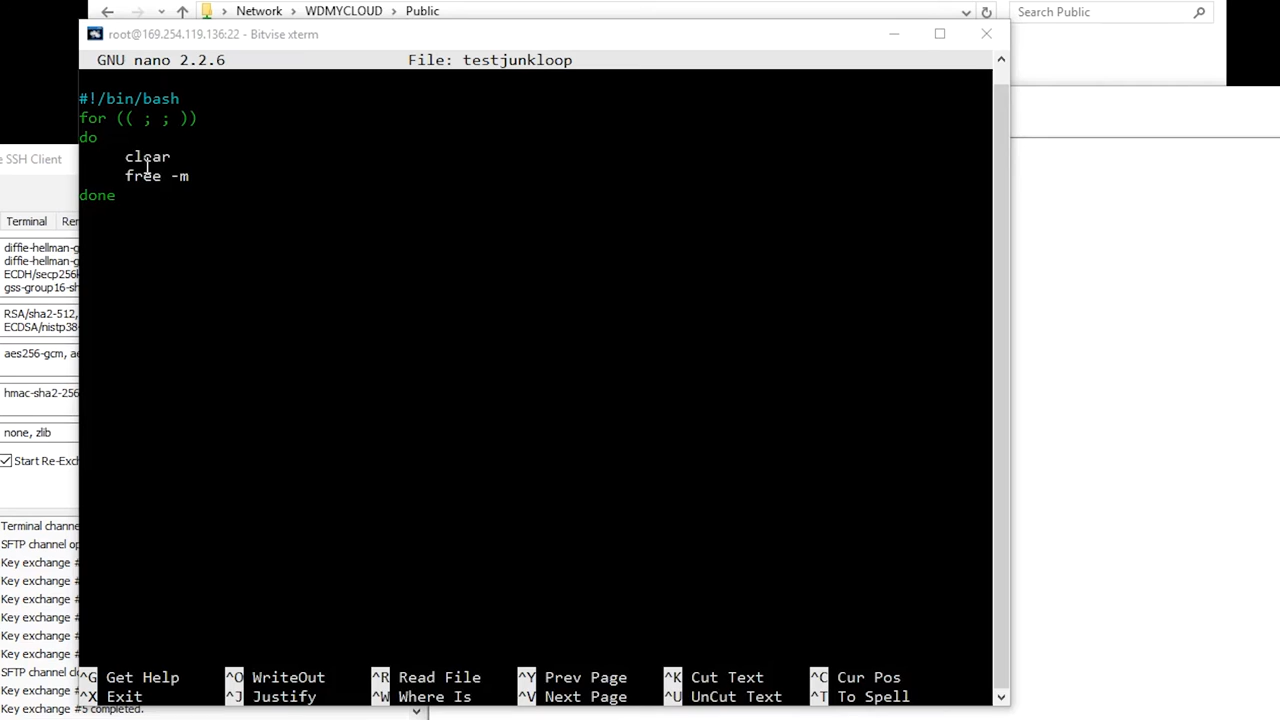 Network > WDMYCLOUD > Public
Search Public
root@169.254.119.136:22 - Bitvise xterm
GNU nano 2.2.6 File: testjunkloop
#!/bin/bash
for (( ; ; ))
do
clear
free -m
done
^G Get Help ^O WriteOut ^R Read File ^Y Prev Page ^K Cut Text ^C Cur Pos
^X Exit ^J Justify ^W Where Is ^V Next Page ^U UnCut Text ^T To Spell
SSH Client
Terminal
diffie-hellman-g
diffie-hellman-g
ECDH/secp256k
gss-group16-sh
RSA/sha2-512,
ECDSA/nistp38
aes256-gcm,
hmac-sha2-256
none, zlib
Start Re-Exch
Terminal channe
SFTP channel op
Key exchange #
Key exchange #
Key exchange #
Key exchange #
Key exchange #
Key exchange #
SFTP channel cl
Key exchange #
Key exchange #5 completed.